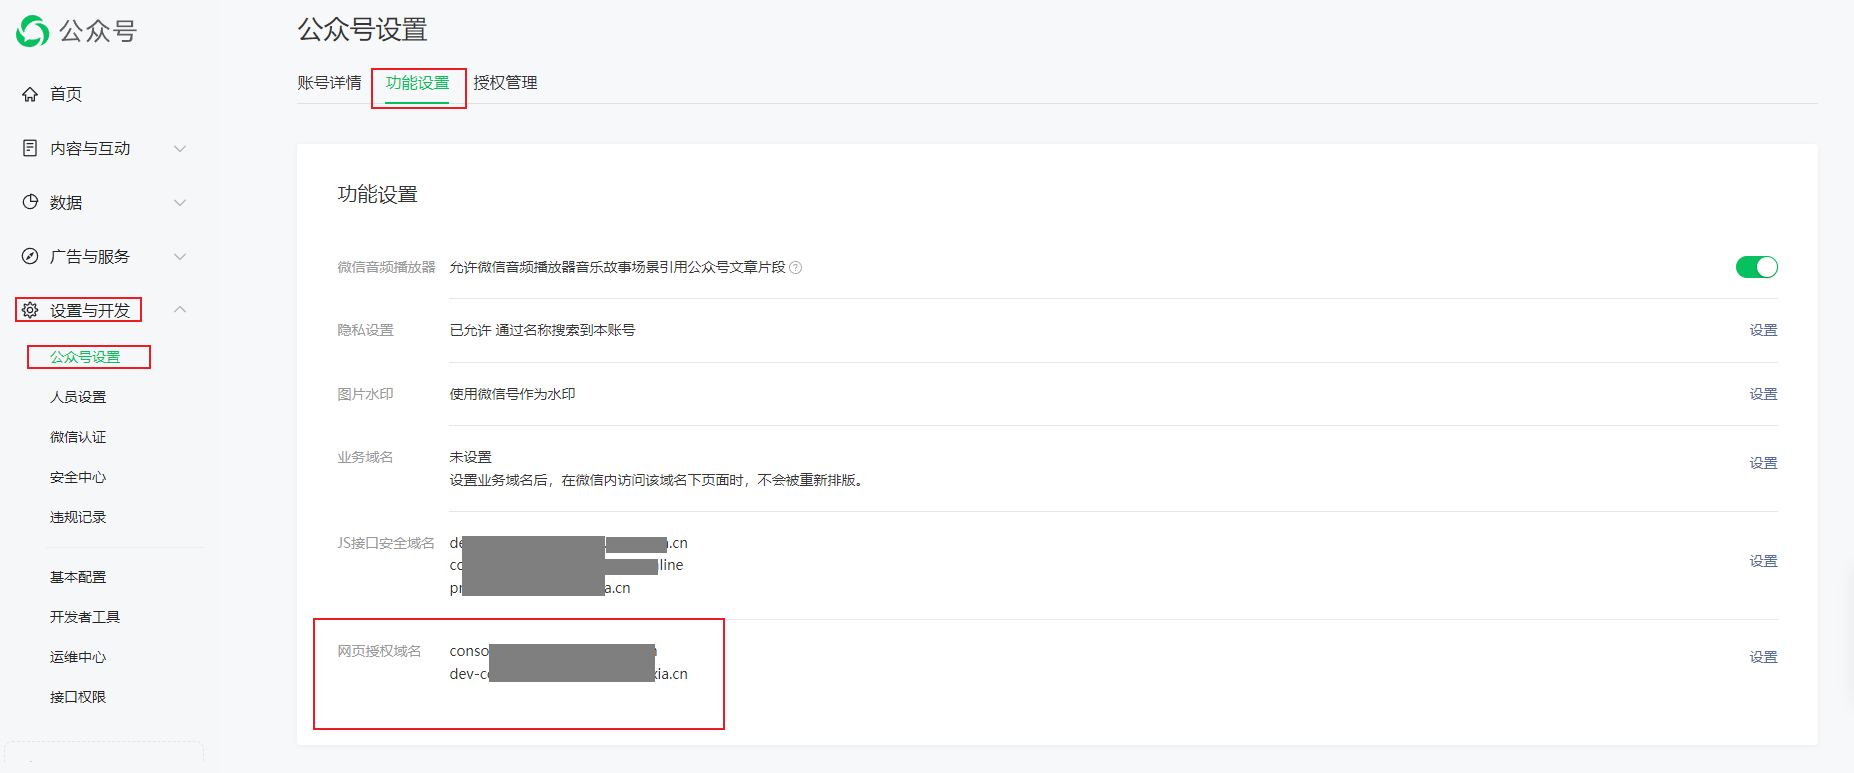 公众号
首页
内容与互动
数据
广告与服务
设置与开发
公众号设置
人员设置
微信认证
安全中心
违规记录
基本配置
开发者工具
运维中心
接口权限
公众号设置
账号详情 功能设置 授权管理
功能设置
微信音频播放器 允许微信音频播放器音乐故事场景引用公众号文章片段 ?
隐私设置 已允许 通过名称搜索到本账号 设置
图片水印 使用微信号作为水印 设置
业务域名 未设置 设置
设置业务域名后，在微信内访问该域名下页面时，不会被重新排版。
JS接口安全域名 de .cn
co line 设置
pr a.cn
网页授权域名 conso
dev-c xia.cn 设置